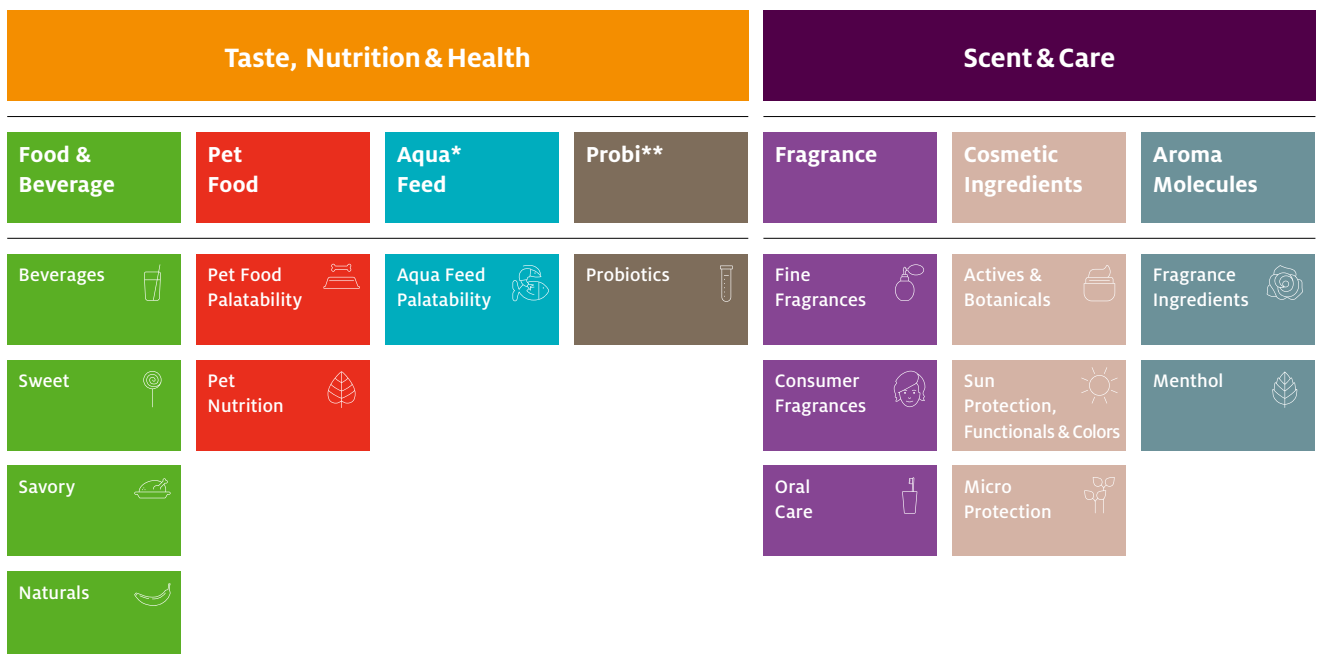 Taste, Nutrition & Health
Scent & Care
Food &
Beverage
Pet
Food
Aqua*
Feed
Probi**
Fragrance
Cosmetic
Ingredients
Aroma
Molecules
Beverages
Pet Food
Palatability
Aqua Feed
Palatability
Probiotics
Fine
Fragrances
Actives &
Botanicals
Fragrance
Ingredients
Sweet
Pet
Nutrition
Consumer
Fragrances
Sun
Protection,
Functionals & Colors
Menthol
Savory
Oral
Care
Micro
Protection
Naturals